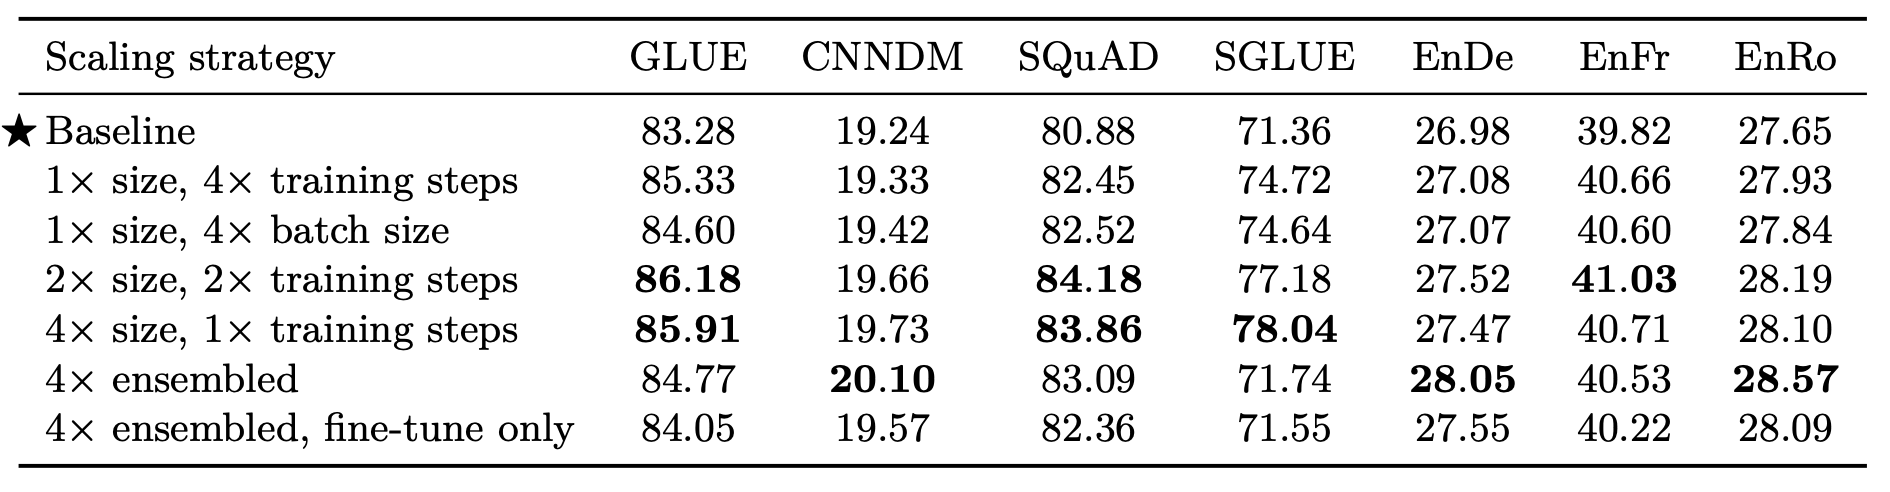 Scaling strategy GLUE CNNDM SQuAD SGLUE EnDe EnFr EnRo
★ Baseline 83.28 19.24 80.88 71.36 26.98 39.82 27.65
1× size, 4× training steps 85.33 19.33 82.45 74.72 27.08 40.66 27.93
1× size, 4× batch size 84.60 19.42 82.52 74.64 27.07 40.60 27.84
2× size, 2× training steps 86.18 19.66 84.18 77.18 27.52 41.03 28.19
4× size, 1× training steps 85.91 19.73 83.86 78.04 27.47 40.71 28.10
4× ensembled 84.77 20.10 83.09 71.74 28.05 40.53 28.57
4× ensembled, fine-tune only 84.05 19.57 82.36 71.55 27.55 40.22 28.09